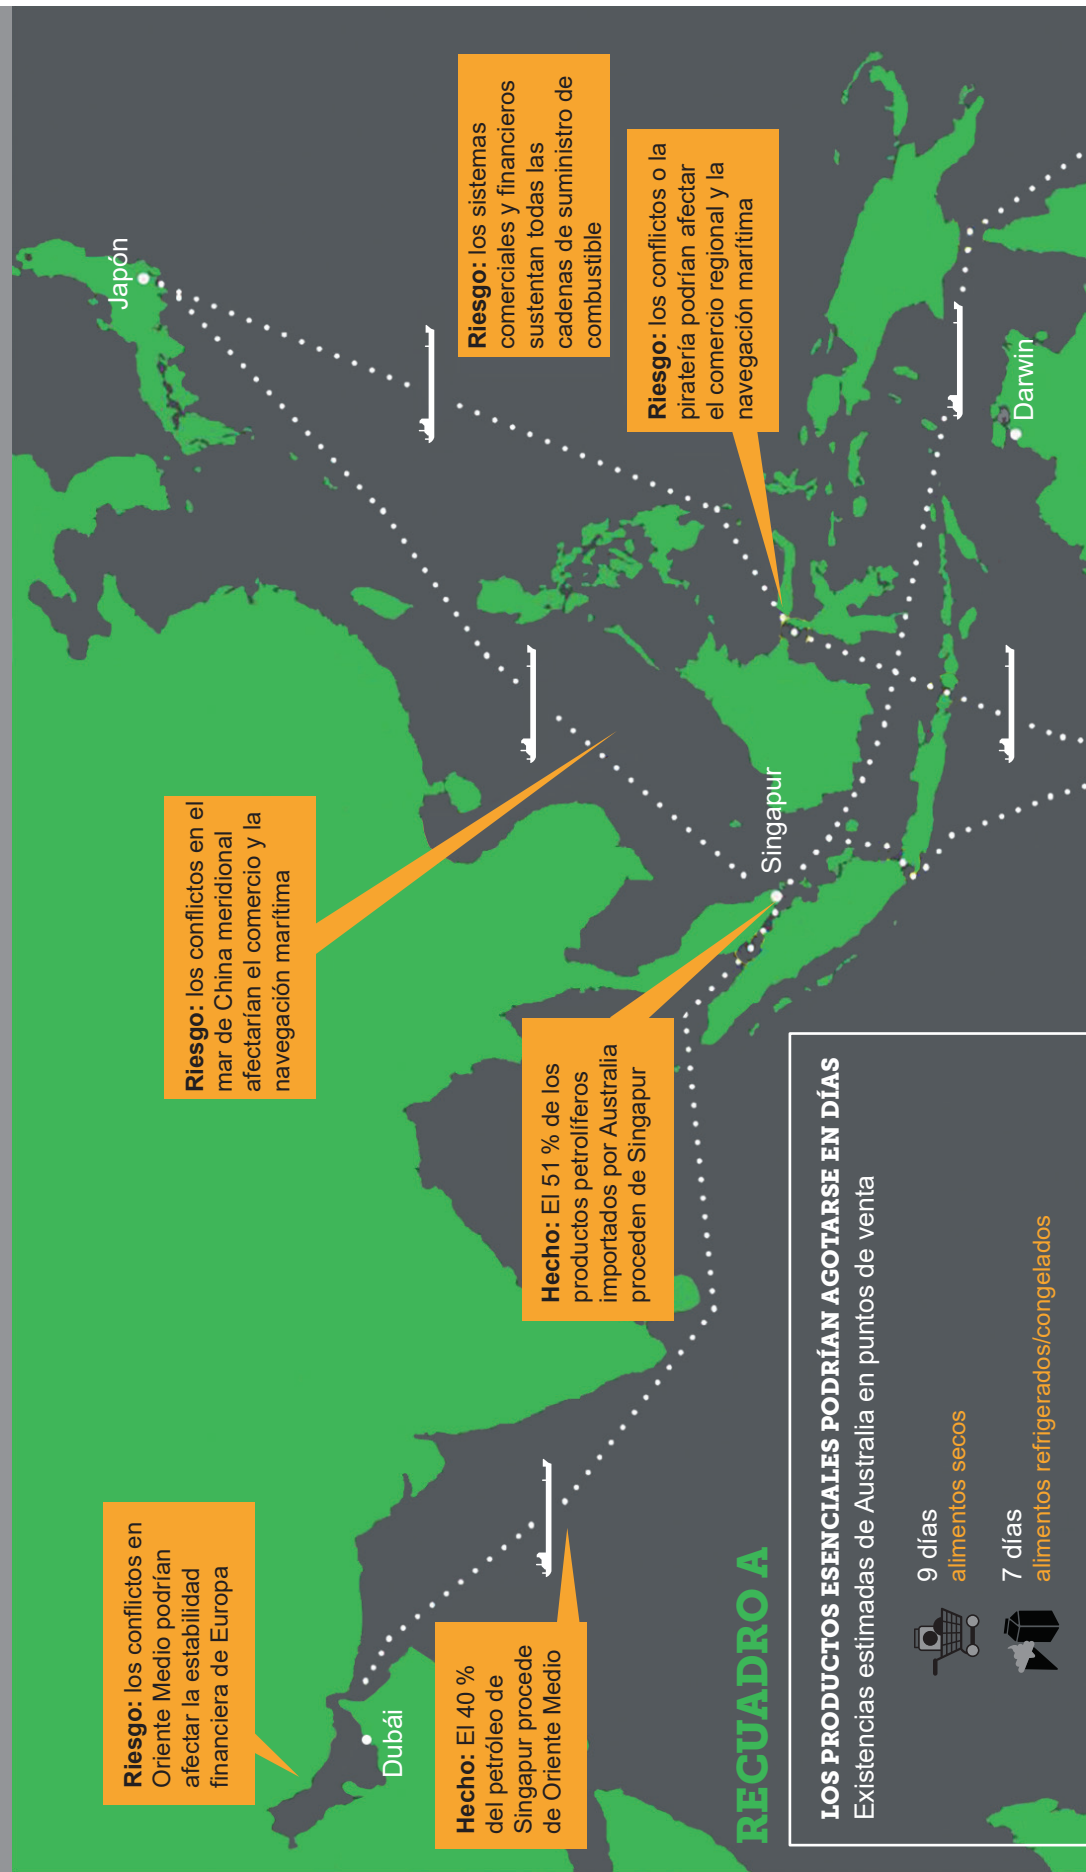 Riesgo: los conflictos en
Oriente Medio podrían
afectar la estabilidad
financiera de Europa
Dubái
Hecho: El 40 %
del petróleo de
Singapur procede
de Oriente Medio
Riesgo: los conflictos en el
mar de China meridional
afectarían el comercio y la
navegación marítima
Hecho: El 51 % de los
productos petrolíferos
importados por Australia
proceden de Singapur
Singapur
Japón
Riesgo: los sistemas
comerciales y financieros
sustentan todas las
cadenas de suministro de
combustible
Riesgo: los conflictos o la
piratería podrían afectar
el comercio regional y la
navegación marítima
Darwin
RECUADRO A
LOS PRODUCTOS ESENCIALES PODRÍAN AGOTARSE EN DÍAS
Existencias estimadas de Australia en puntos de venta
9 días
alimentos secos
7 días
alimentos refrigerados/congelados